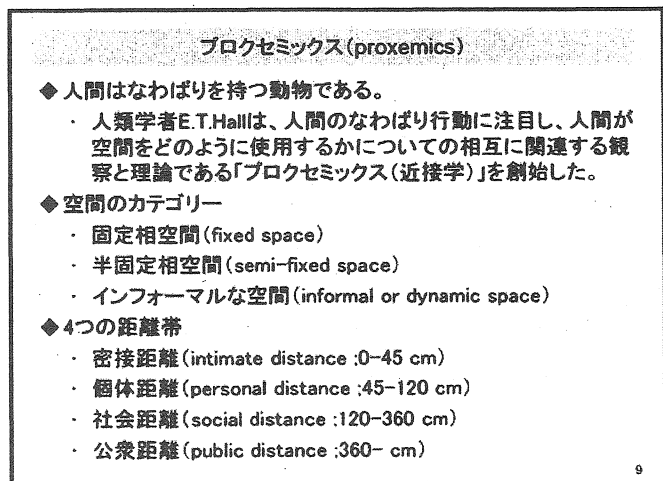 プロクセミックス(proxemics)
◆人間はなわばりを持つ動物である。
・ 人類学者E.T.Hallは、人間のなわばり行動に注目し、人間が
空間をどのように使用するかについての相互に関連する観
察と理論である「プロクセミックス(近接学)」を創始した。
◆空間のカテゴリー
・ 固定相空間(fixed space)
・ 半固定相空間(semi-fixed space)
・ インフォーマルな空間(informal or dynamic space)
◆4つの距離帯
・ 密接距離(intimate distance ;0-45 cm)
・ 個体距離(personal distance ;45-120 cm)
・ 社会距離(social distance ;120-360 cm)
・ 公衆距離(public distance ;360- cm)
9